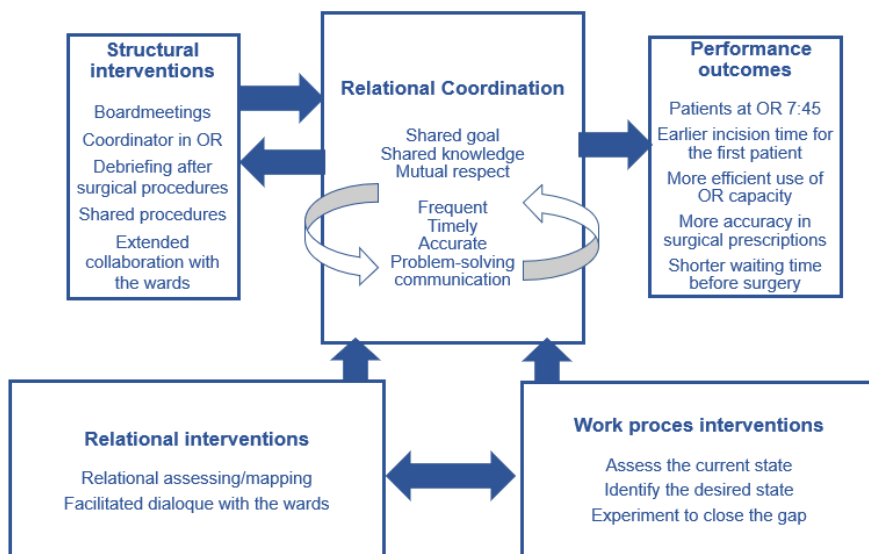 Structural
interventions
Boardmeetings
Coordinator in OR
Debriefing after
surgical procedures
Shared procedures
Extended
collaboration with
the wards
Relational Coordination
Shared goal
Shared knowledge
Mutual respect
Frequent
Timely
Accurate
Problem-solving
communication
Performance
outcomes
Patients at OR 7:45
Earlier incision time for
the first patient
More efficient use of
OR capacity
More accuracy in
surgical prescriptions
Shorter waiting time
before surgery
Relational interventions
Relational assessing/mapping
Facilitated dialoque with the wards
Work proces interventions
Assess the current state
Identify the desired state
Experiment to close the gap